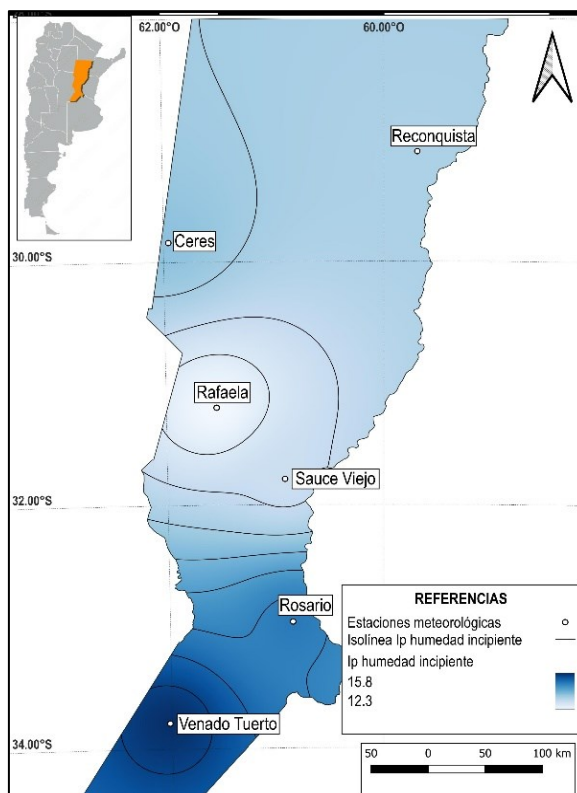 62.00°O
60.00°O
Reconquista
Ceres
30.00°S
Rafaela
Sauce Viejo
32.00°S
REFERENCIAS
Rosario
Estaciones meteorológicas
Isolínea Ip humedad incipiente
Ip humedad incipiente
15.8
12.3
Venado Tuerto
34.00°S
50 0 50 100 km